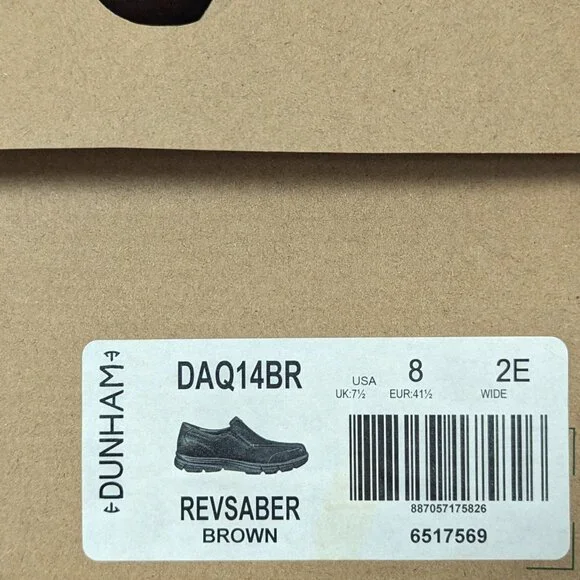 DUNHAM
DAQ14BR
USA 8 2E
UK:7½ EUR:41½ WIDE
REVSABER
BROWN
887057175826
6517569